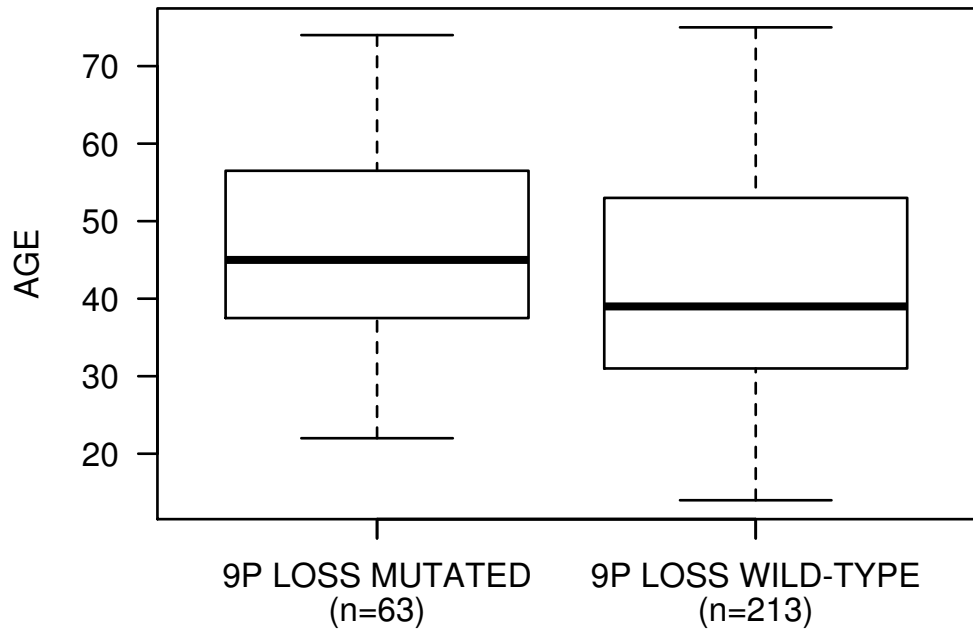 70
60
50
40
30
20
AGE
9P LOSS MUTATED
(n=63)
9P LOSS WILD-TYPE
(n=213)